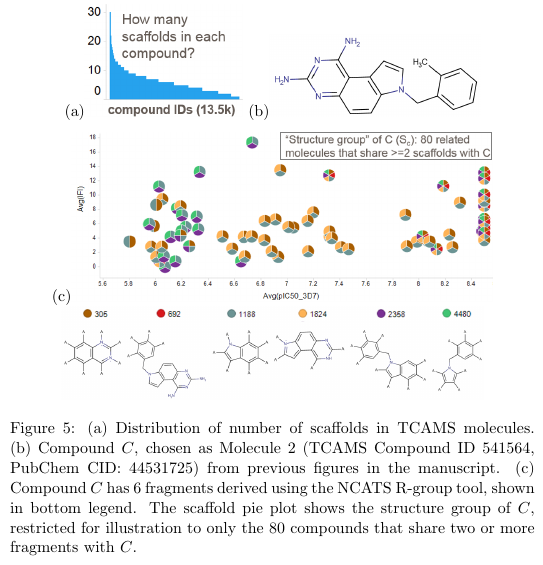 30
20
10
0
How many
scaffolds in each
compound?
compound IDs (13.5k)
(a)
(b)
NH₂
N
H₂N
N
N
H₃C
"Structure group" of C (S꜀): 80 related
molecules that share >=2 scaffolds with C
18
16
14
12
10
8
6
4
2
0
Avg(IFI)
5.6 5.8 6 6.2 6.4 6.6 6.8 7 7.2 7.4 7.6 7.8 8 8.2 8.4
Avg(pIC50_3D7)
(c)
305 692 1188 1824 2358 4480
Figure 5: (a) Distribution of number of scaffolds in TCAMS molecules.
(b) Compound C, chosen as Molecule 2 (TCAMS Compound ID 541564,
PubChem CID: 44531725) from previous figures in the manuscript. (c)
Compound C has 6 fragments derived using the NCATS R-group tool, shown
in bottom legend. The scaffold pie plot shows the structure group of C,
restricted for illustration to only the 80 compounds that share two or more
fragments with C.